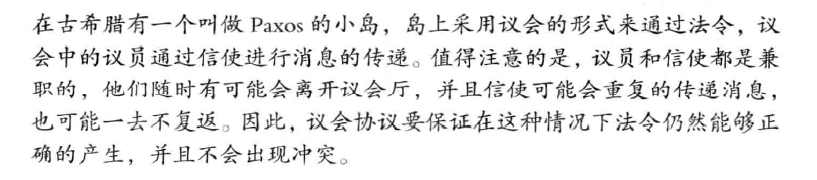 在古希腊有一个叫做 Paxos 的小岛，岛上采用议会的形式来通过法令，议
会中的议员通过信使进行消息的传递。值得注意的是，议员和信使都是兼
职的，他们随时有可能会离开议会厅，并且信使可能会重复的传递消息，
也可能一去不复返。因此，议会协议要保证在这种情况下法令仍然能够正
确的产生，并且不会出现冲突。